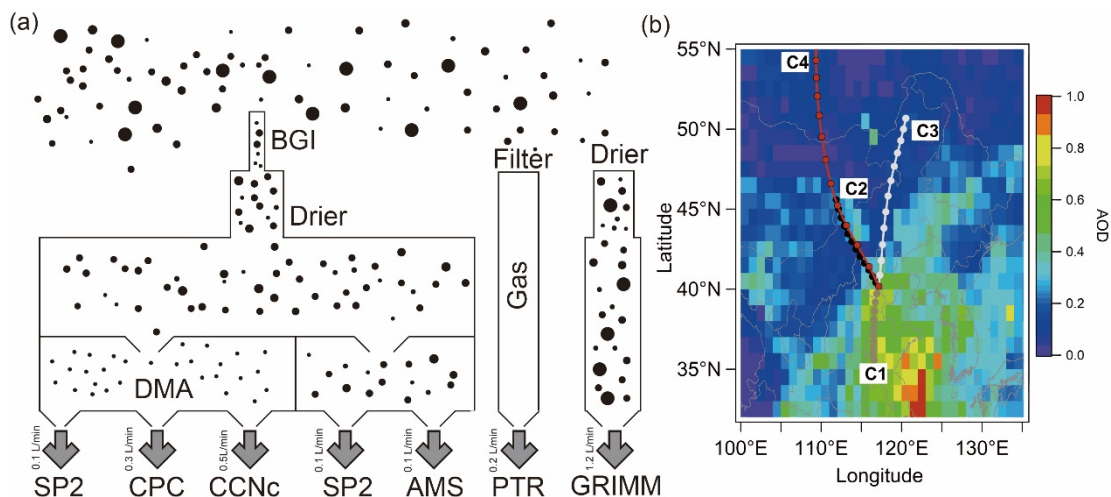 (a)
BGI
Drier
Filter
Drier
Gas
DMA
0.1 L/min
0.3 L/min
0.5L/min
0.1 L/min
0.1 L/min
0.2 L/min
1.2 L/min
SP2 CPC CCNc SP2 AMS PTR GRIMM
(b)
55°N
50°N
45°N
40°N
35°N
Latitude
C4
C3
C2
C1
100°E 110°E 120°E 130°E
Longitude
1.0
0.8
0.6
0.4
0.2
0.0
AOD